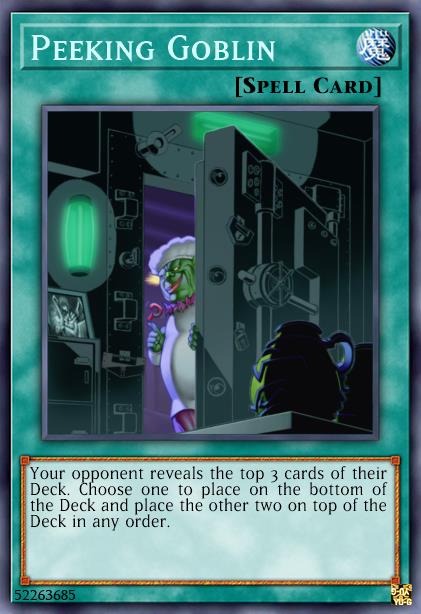 Peeking Goblin
魔
[Spell Card]
Your opponent reveals the top 3 cards of their
Deck. Choose one to place on the bottom of
the Deck and place the other two on top of the
Deck in any order.
52263685